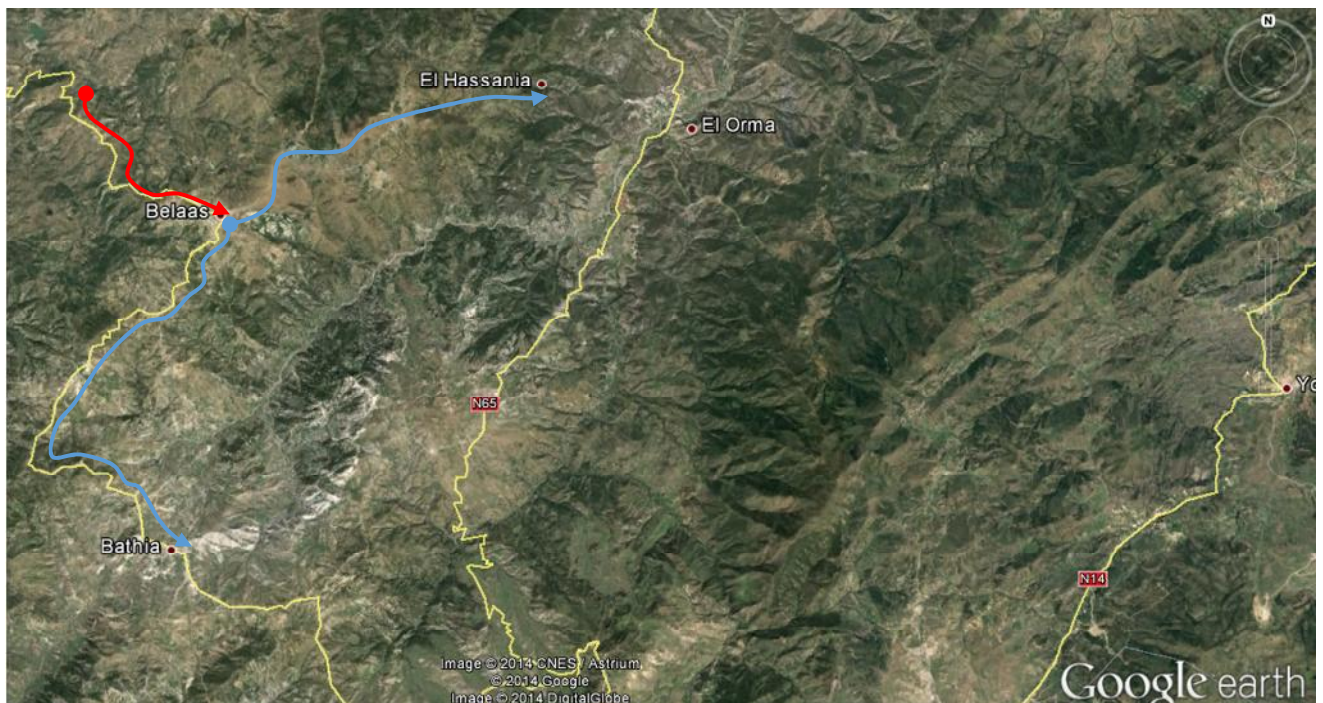 N
El Hassania
El Orma
Belaas
N65
Yo
Bathia
N14
Image © 2014 CNES / Astrium
© 2014 Google
Image © 2014 DigitalGlobe
Google earth